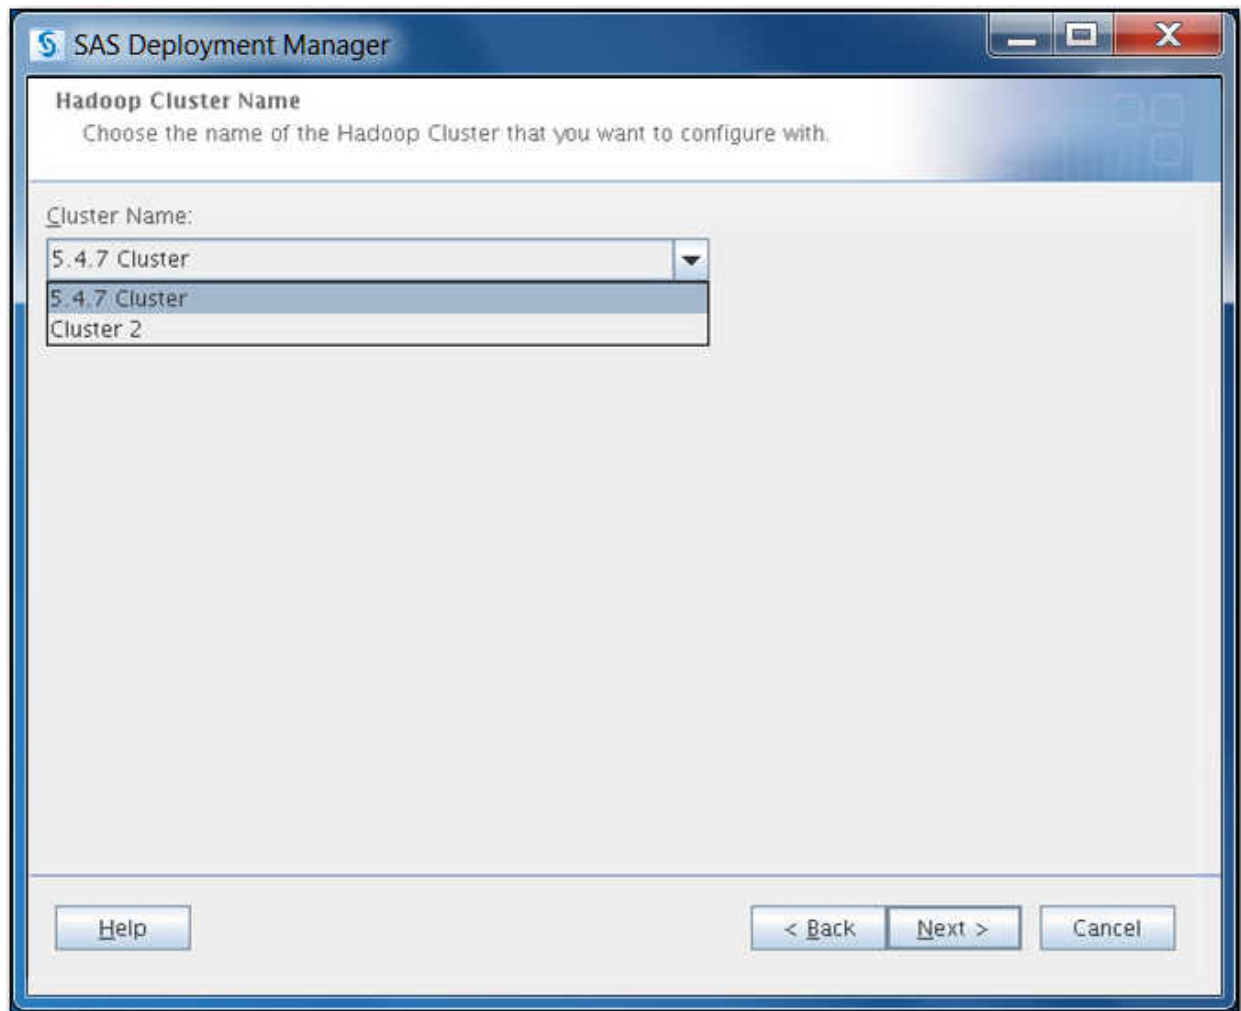 SAS Deployment Manager
Hadoop Cluster Name
Choose the name of the Hadoop Cluster that you want to configure with.
Cluster Name:
5.4.7 Cluster
5.4.7 Cluster
Cluster 2
Help
< Back
Next >
Cancel